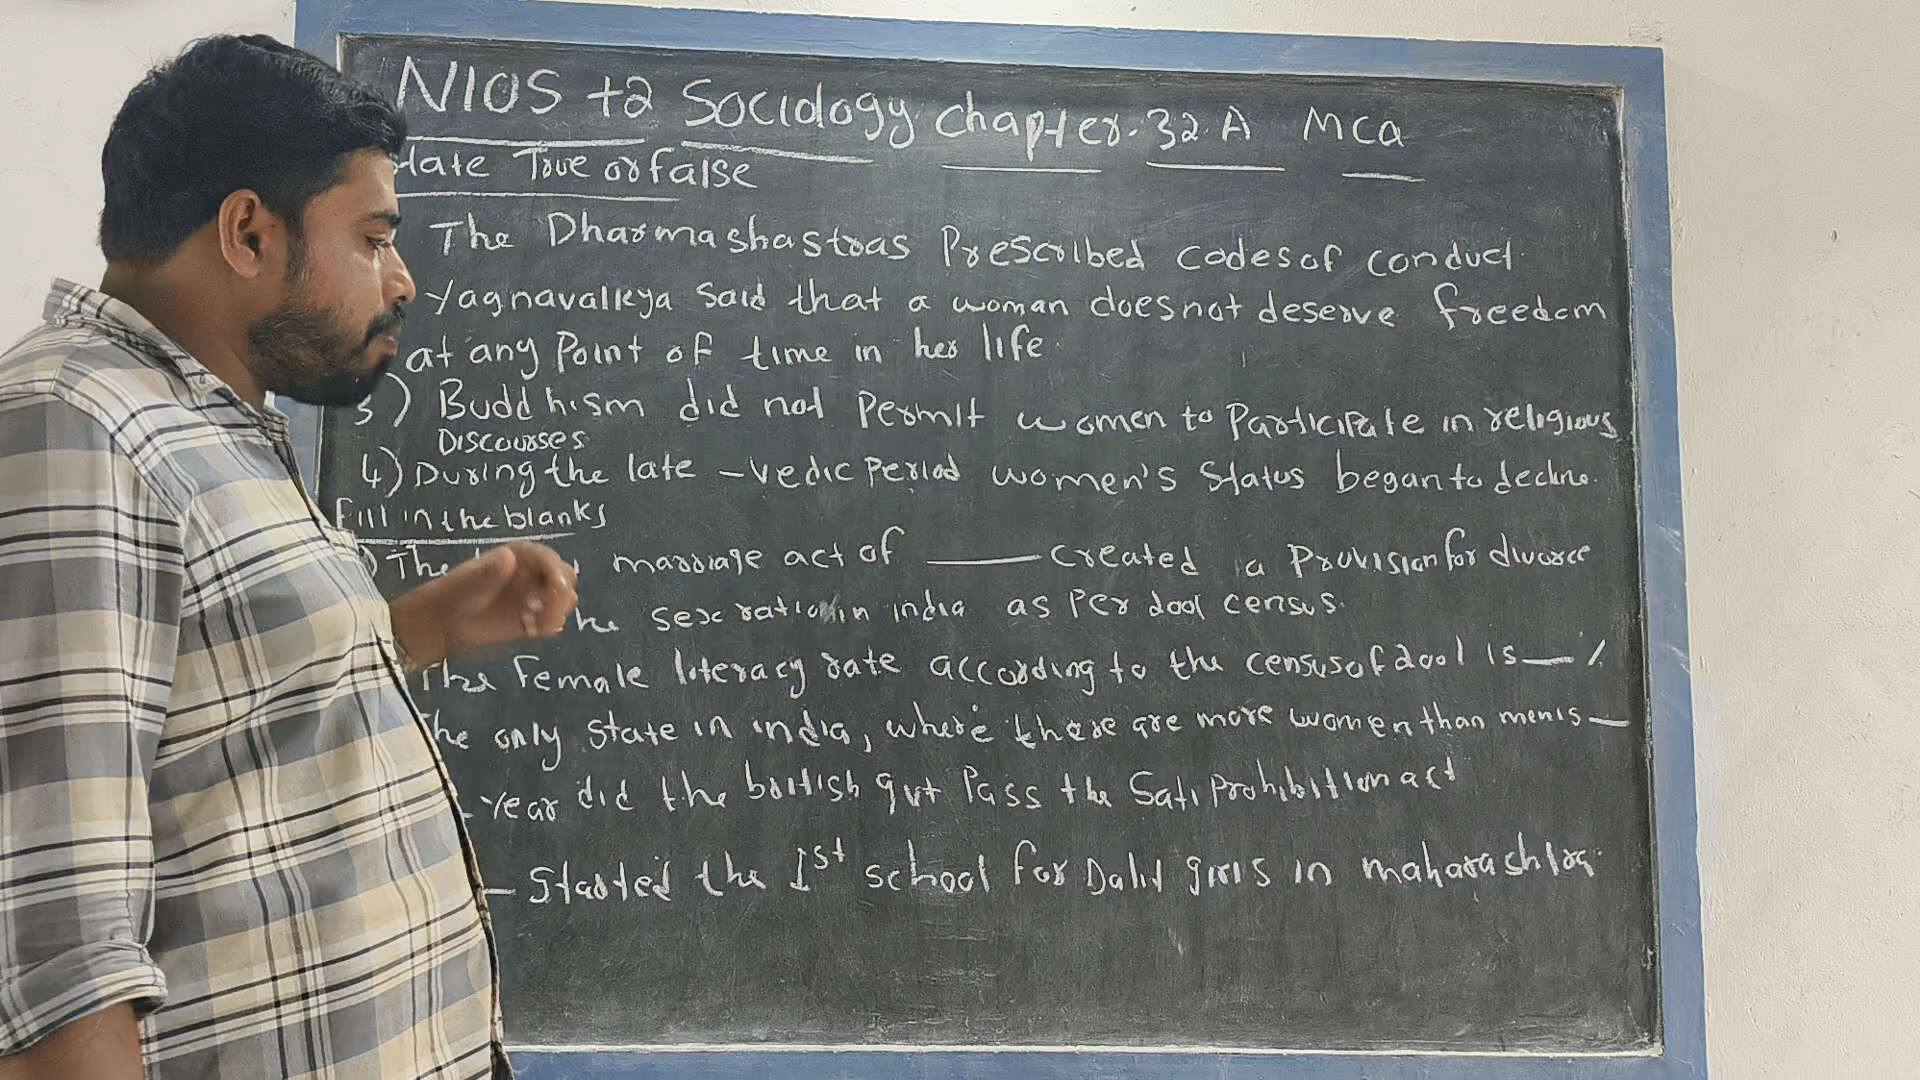 NIOS +2 Sociology chapter-32 A MCQ
State True or false
The Dharmashastras Prescribed codes of conduct.
Yagnavalkya said that a woman does not deserve freedom
at any Point of time in her life.
3) Buddhism did not Permit women to Participate in religious
Discourses
4) During the late -vedic Period women's Status began to decline.
Fill in the blanks
) The marriage act of ____ created a Provision for divorce
the sex ratio in india as Per 2001 census.
The Female literacy rate according to the census of 2001 is __ %
The only State in india, where there are more women than men is __
- year did the british gvt Pass the Sati Prohibition act
__ Started the 1st school for Dalit girls in maharashtra.